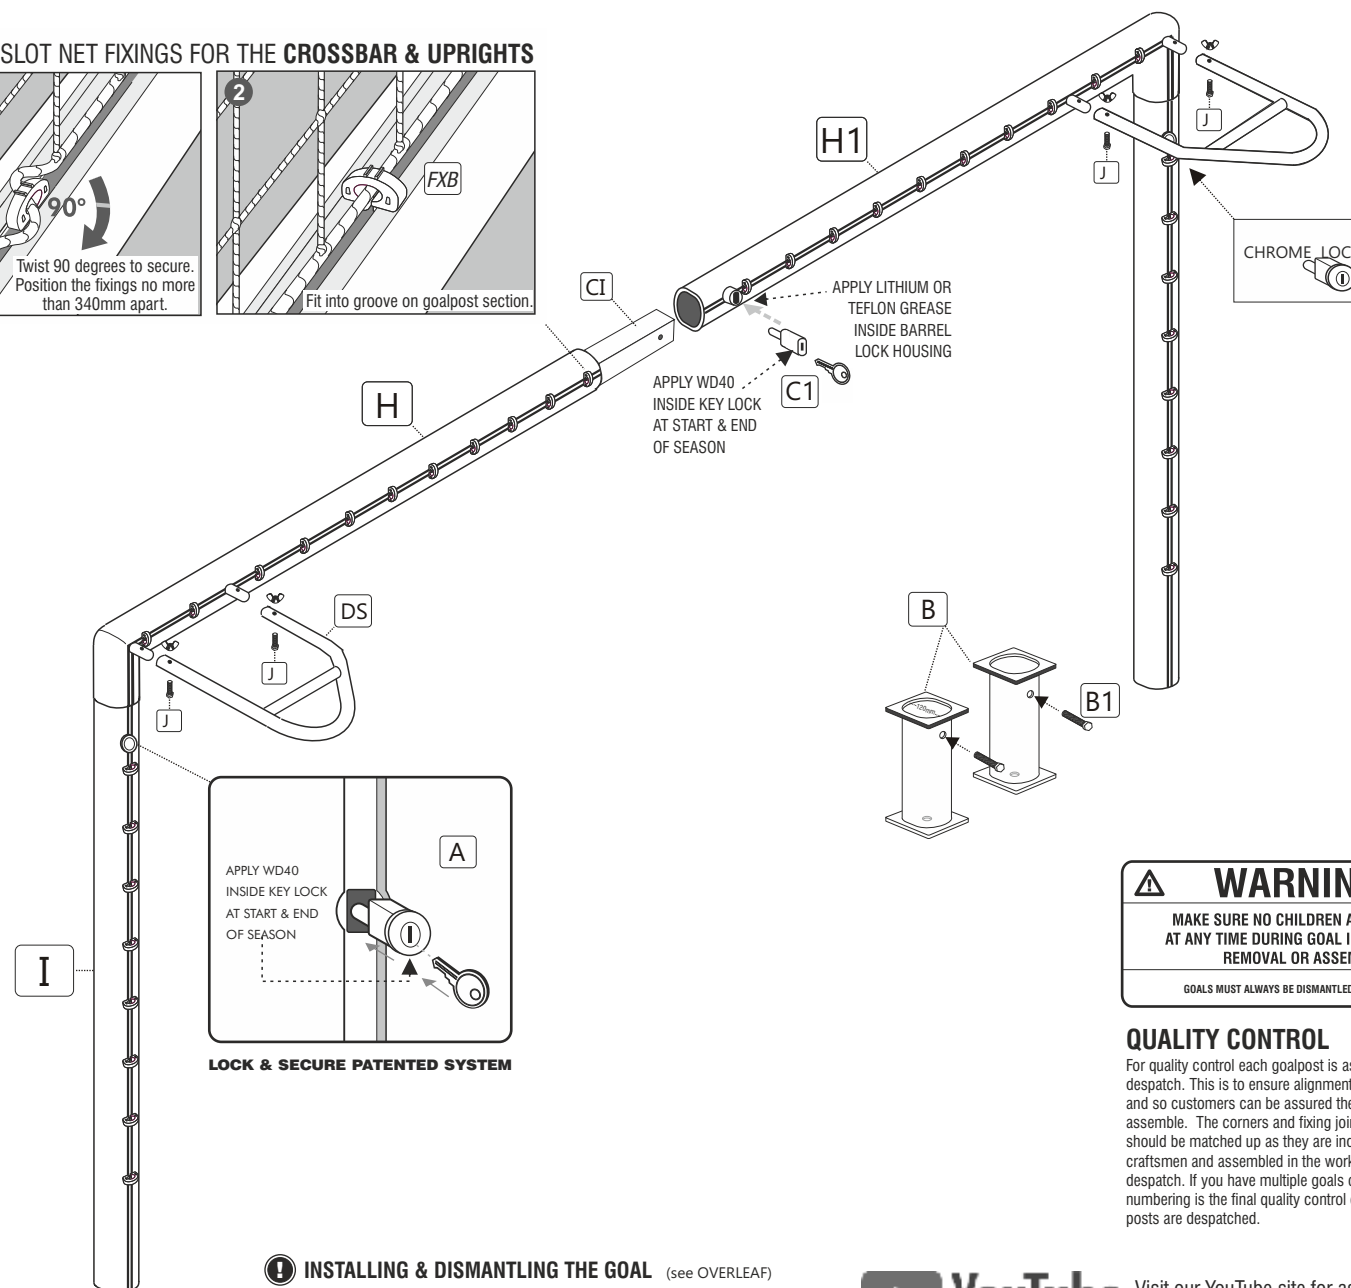 SLOT NET FIXINGS FOR THE CROSSBAR & UPRIGHTS
90°
Twist 90 degrees to secure.
Position the fixings no more
than 340mm apart.
2
FXB
Fit into groove on goalpost section.
CI
H1
J
J
CHROME LOC
APPLY LITHIUM OR
TEFLON GREASE
INSIDE BARREL
LOCK HOUSING
APPLY WD40
INSIDE KEY LOCK
AT START & END
OF SEASON
C1
H
DS
J
J
B
120mm
B1
A
APPLY WD40
INSIDE KEY LOCK
AT START & END
OF SEASON
I
LOCK & SECURE PATENTED SYSTEM
WARNIN
MAKE SURE NO CHILDREN A
AT ANY TIME DURING GOAL I
REMOVAL OR ASSEM
GOALS MUST ALWAYS BE DISMANTLED
QUALITY CONTROL
For quality control each goalpost is as
despatch. This is to ensure alignment
and so customers can be assured the
assemble. The corners and fixing join
should be matched up as they are inc
craftsmen and assembled in the work
despatch. If you have multiple goals
numbering is the final quality control
posts are despatched.
INSTALLING & DISMANTLING THE GOAL (see OVERLEAF)
YouTube
Visit our YouTube site for as